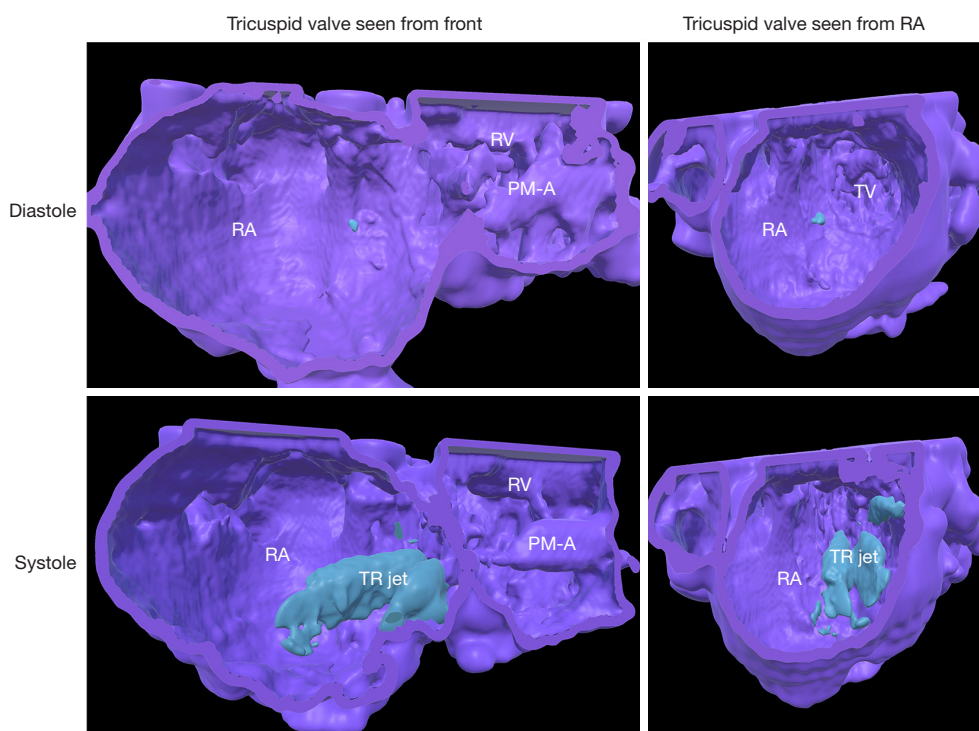 Tricuspid valve seen from front
Tricuspid valve seen from RA
Diastole
RV
PM-A
RA
TV
RA
Systole
RV
PM-A
RA
TR jet
TR jet
RA